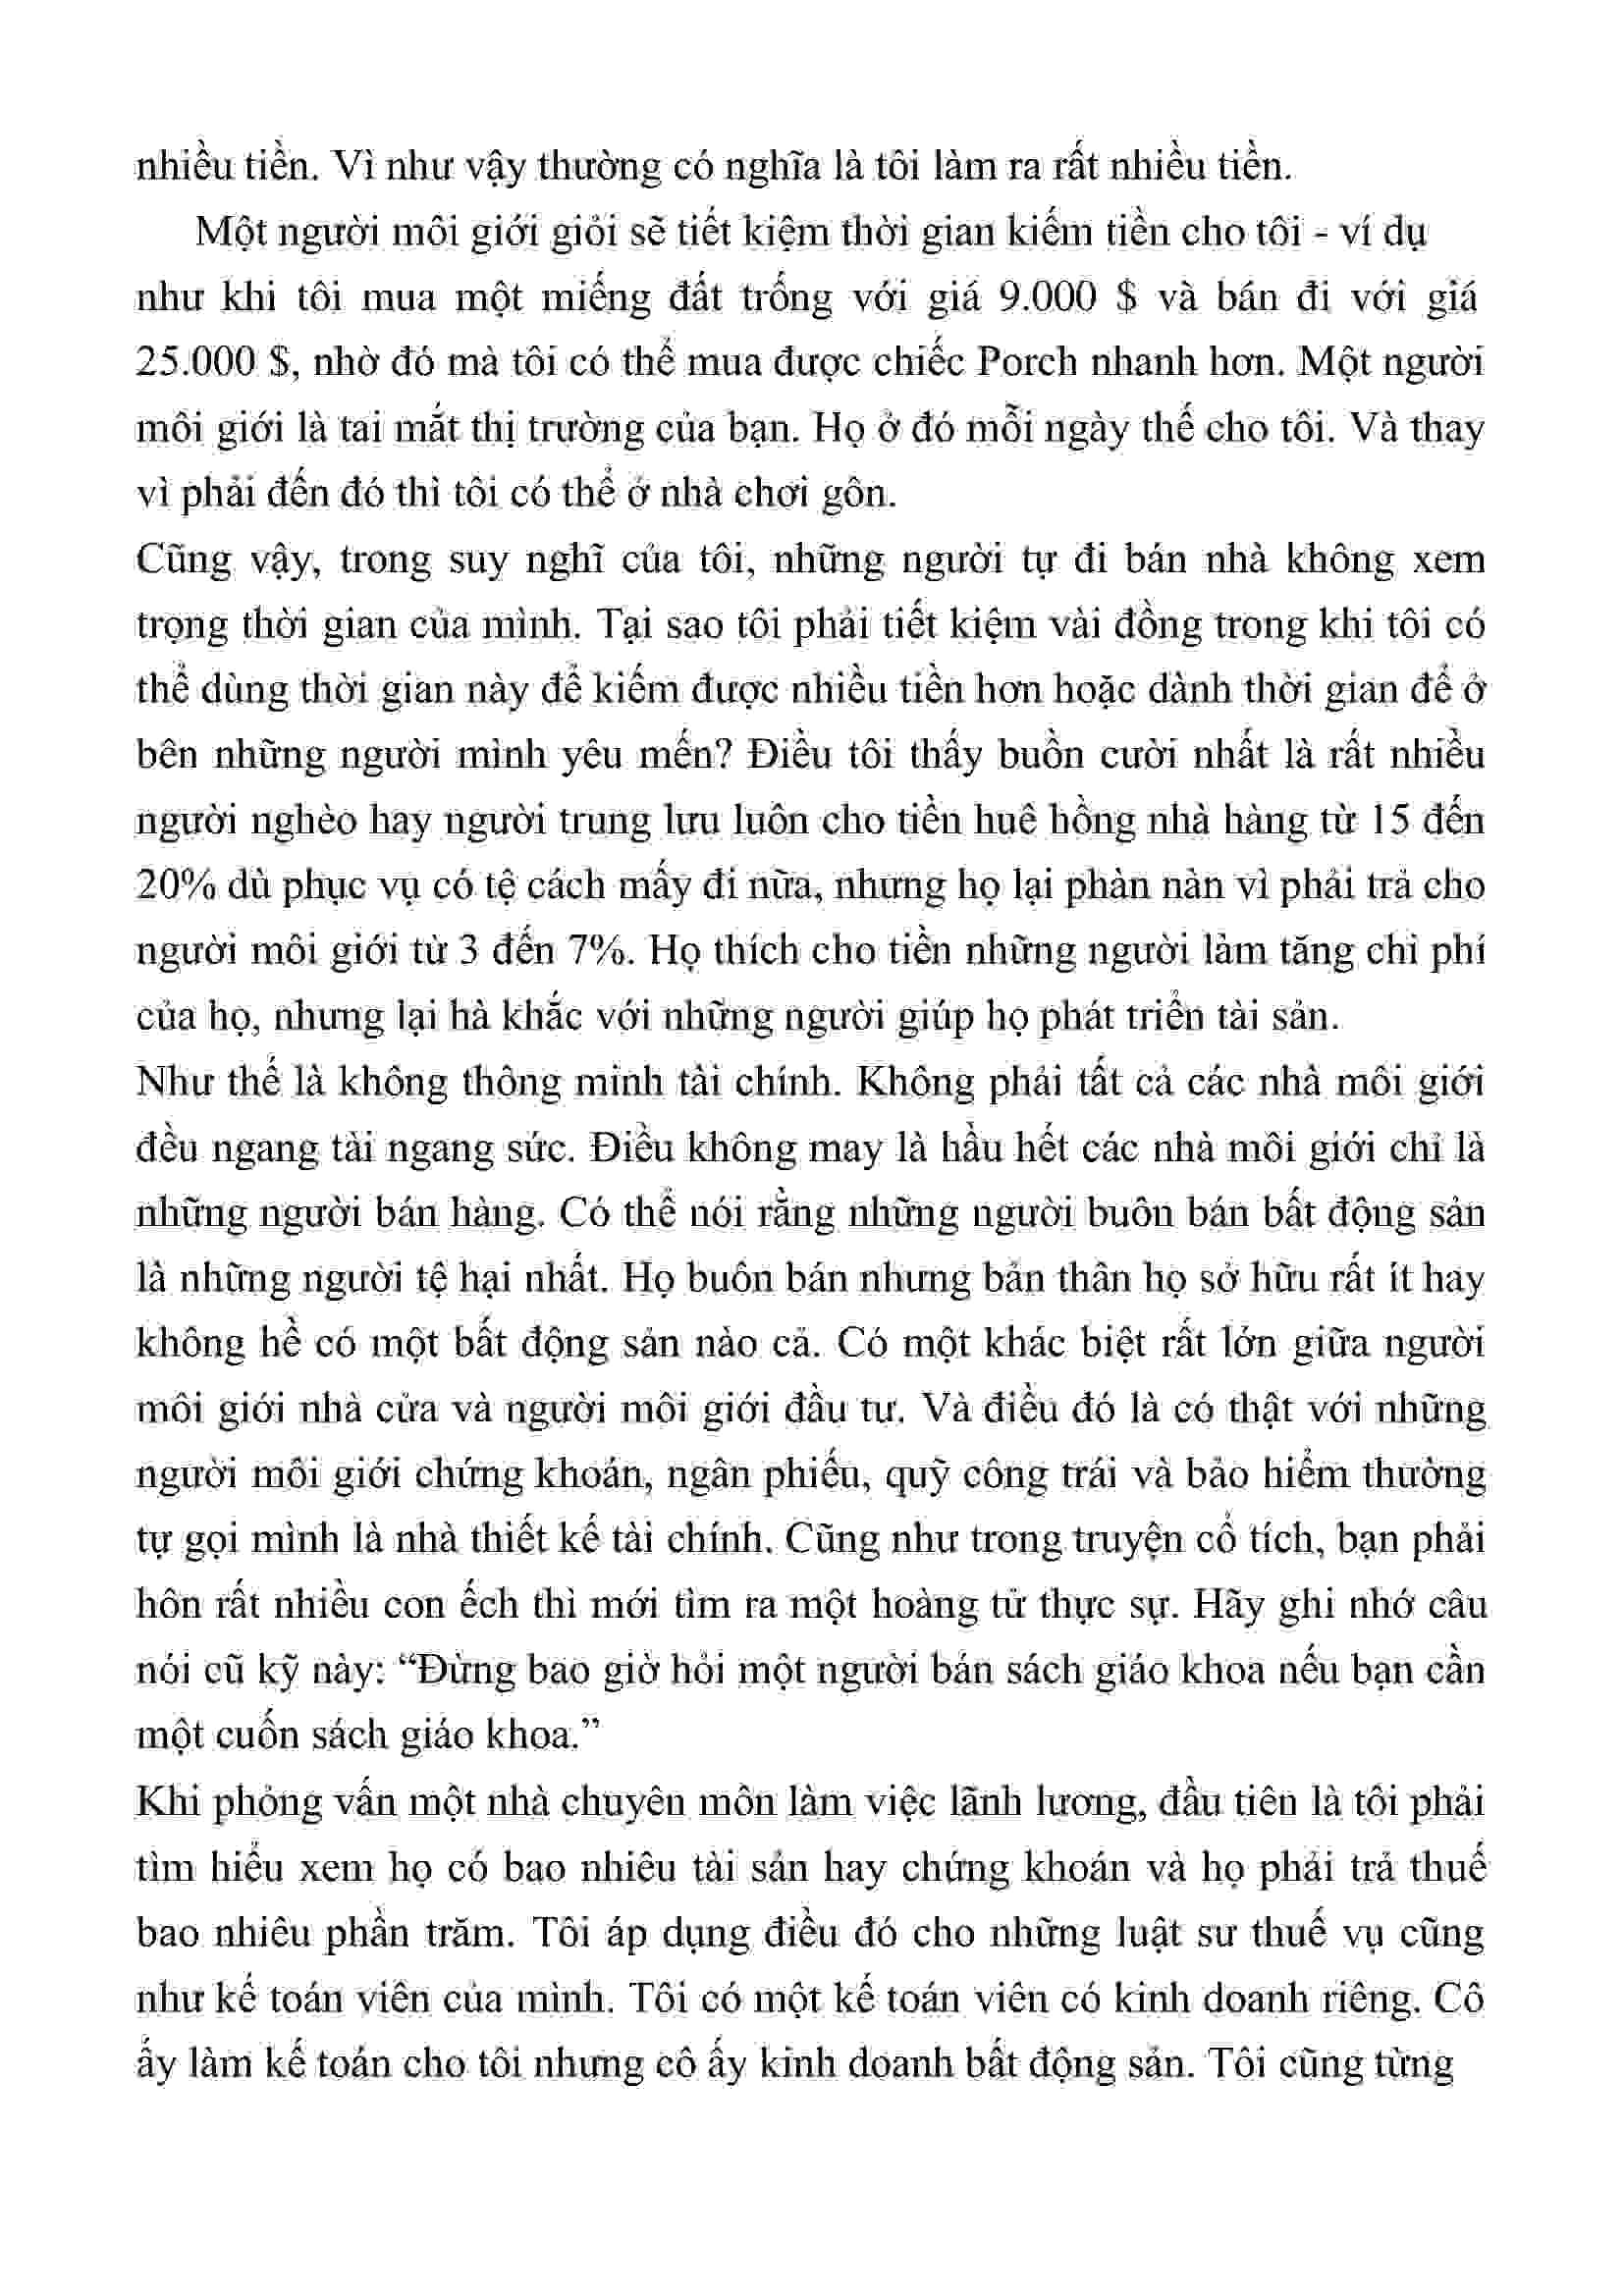 nhiều tiền. Vì như vậy thường có nghĩa là tôi làm ra rất nhiều tiền.
Một người môi giới giỏi sẽ tiết kiệm thời gian kiếm tiền cho tôi - ví dụ
như khi tôi mua một miếng đất trống với giá 9.000 $ và bán đi với giá
25.000 $, nhờ đó mà tôi có thể mua được chiếc Porch nhanh hơn. Một người
môi giới là tai mắt thị trường của bạn. Họ ở đó mỗi ngày thế cho tôi. Và thay
vì phải đến đó thì tôi có thể ở nhà chơi gôn.
Cũng vậy, trong suy nghĩ của tôi, những người tự đi bán nhà không xem
trọng thời gian của mình. Tại sao tôi phải tiết kiệm vài đồng trong khi tôi có
thể dùng thời gian này để kiếm được nhiều tiền hơn hoặc dành thời gian để ở
bên những người mình yêu mến? Điều tôi thấy buồn cười nhất là rất nhiều
người nghèo hay người trung lưu luôn cho tiền huê hồng nhà hàng từ 15 đến
20% dù phục vụ có tệ cách mấy đi nữa, nhưng họ lại phàn nàn vì phải trả cho
người môi giới từ 3 đến 7%. Họ thích cho tiền những người làm tăng chi phí
của họ, nhưng lại hà khắc với những người giúp họ phát triển tài sản.
Như thế là không thông minh tài chính. Không phải tất cả các nhà môi giới
đều ngang tài ngang sức. Điều không may là hầu hết các nhà môi giới chỉ là
những người bán hàng. Có thể nói rằng những người buôn bán bất động sản
là những người tệ hại nhất. Họ buôn bán nhưng bản thân họ sở hữu rất ít hay
không hề có một bất động sản nào cả. Có một khác biệt rất lớn giữa người
môi giới nhà cửa và người môi giới đầu tư. Và điều đó là có thật với những
người môi giới chứng khoán, ngân phiếu, quỹ công trái và bảo hiểm thường
tự gọi mình là nhà thiết kế tài chính. Cũng như trong truyện cổ tích, bạn phải
hôn rất nhiều con ếch thì mới tìm ra một hoàng tử thực sự. Hãy ghi nhớ câu
nói cũ kỹ này: “Đừng bao giờ hỏi một người bán sách giáo khoa nếu bạn cần
một cuốn sách giáo khoa.”
Khi phỏng vấn một nhà chuyên môn làm việc lãnh lương, đầu tiên là tôi phải
tìm hiểu xem họ có bao nhiêu tài sản hay chứng khoán và họ phải trả thuế
bao nhiêu phần trăm. Tôi áp dụng điều đó cho những luật sư thuế vụ cũng
như kế toán viên của mình. Tôi có một kế toán viên có kinh doanh riêng. Cô
ấy làm kế toán cho tôi nhưng cô ấy kinh doanh bất động sản. Tôi cũng từng